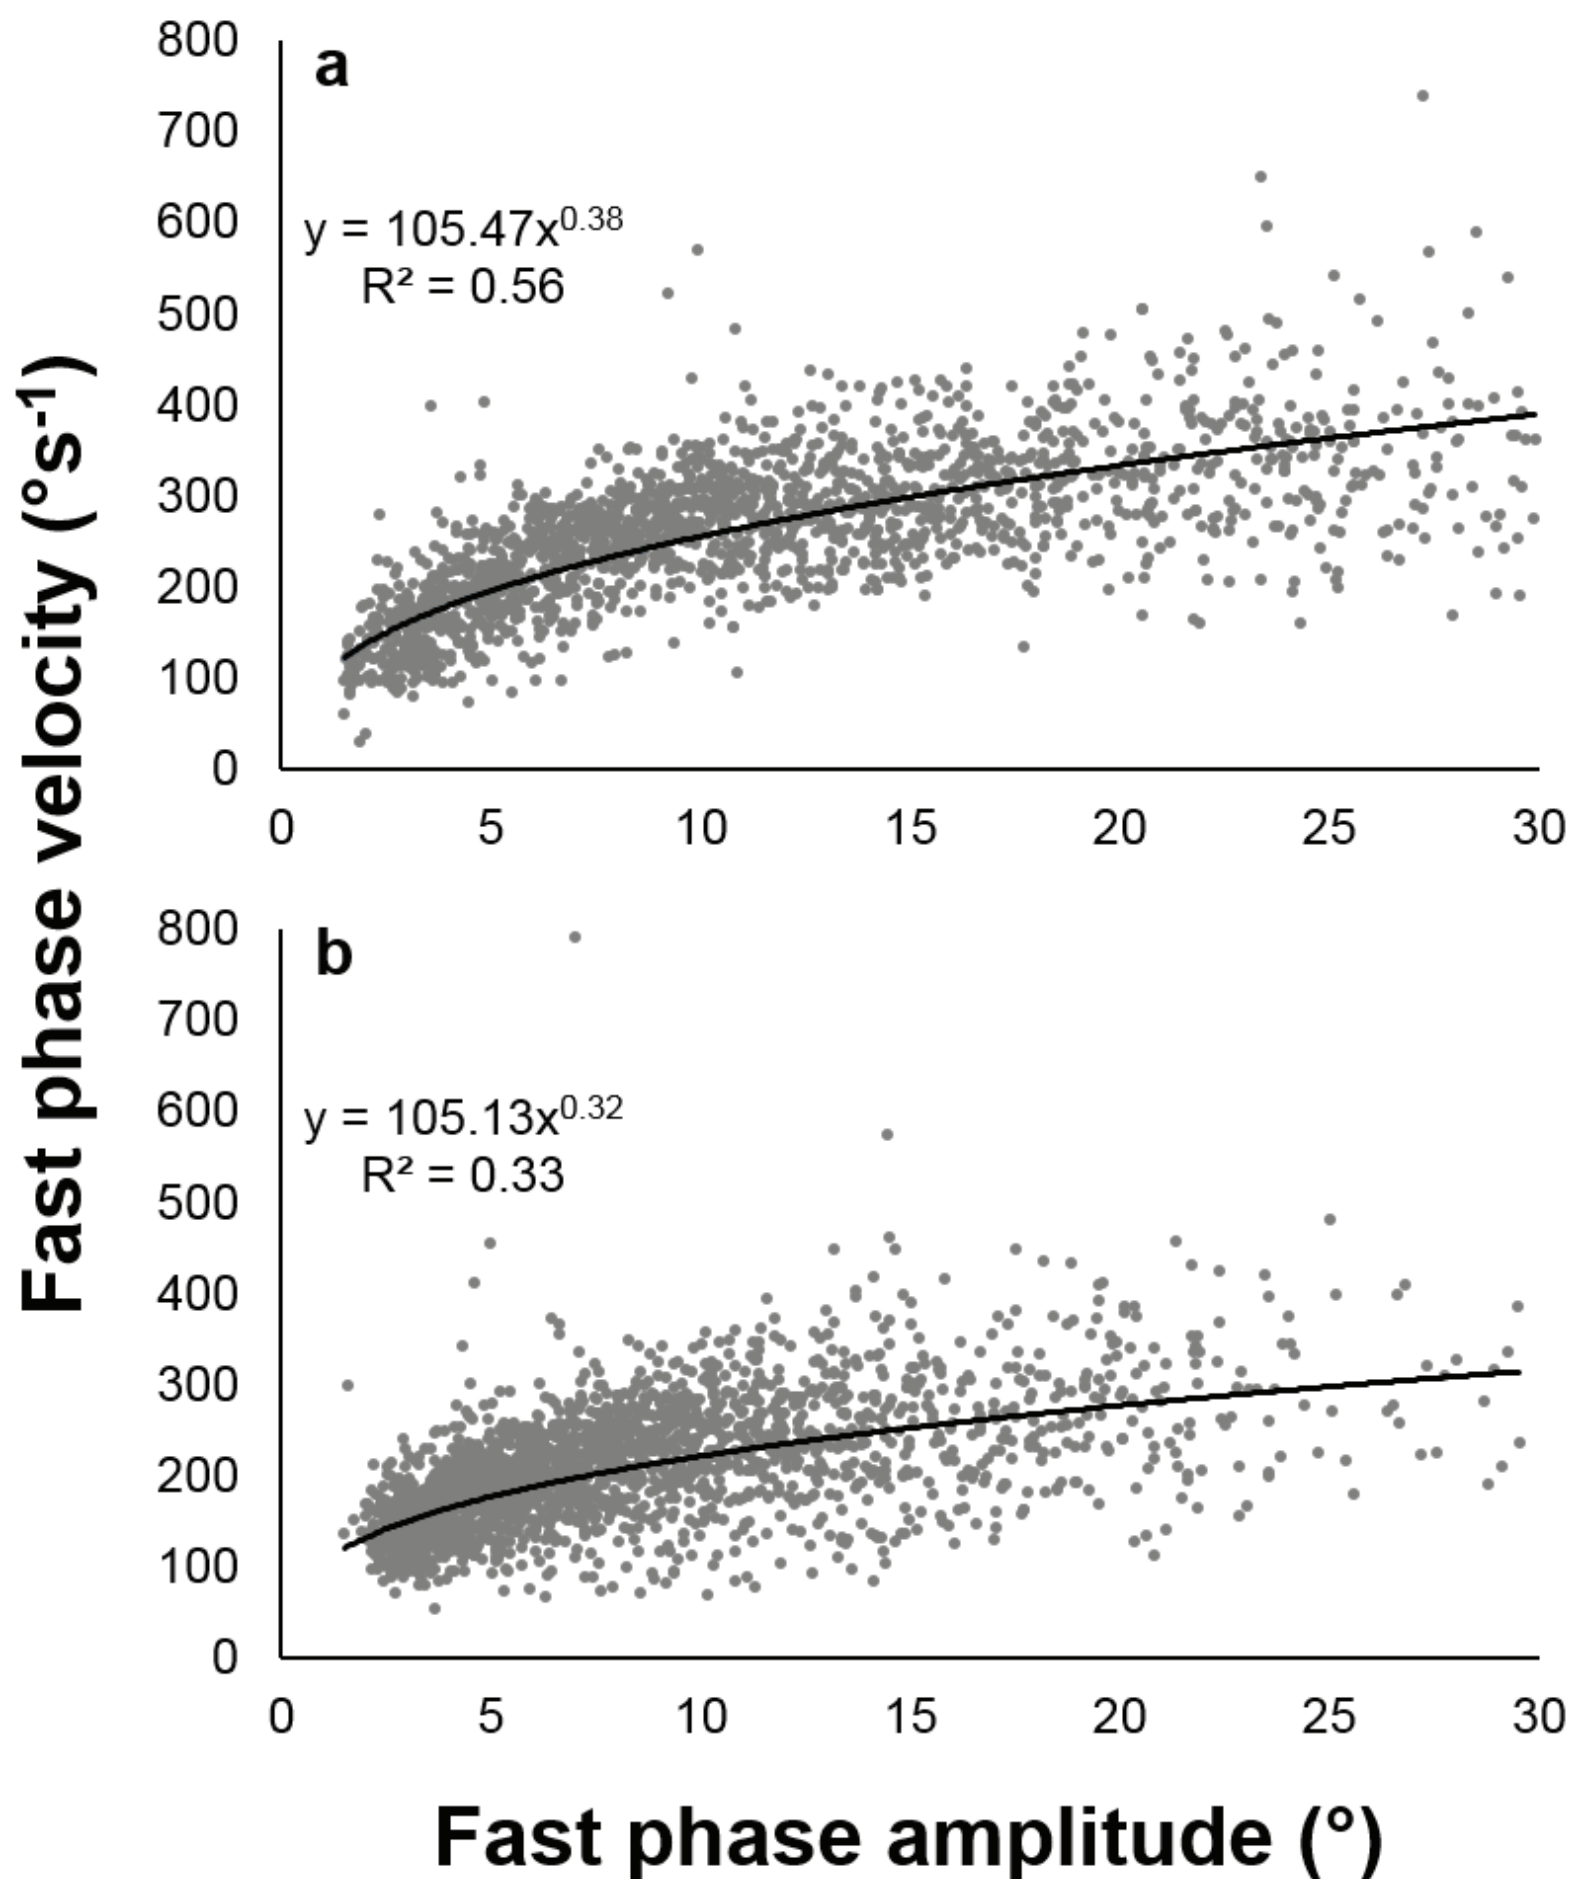 Fast phase velocity (°s⁻¹)
800
a
700
600
y = 105.47x^0.38
R² = 0.56
500
400
300
200
100
0
0 5 10 15 20 25 30
800
b
700
600
y = 105.13x^0.32
R² = 0.33
500
400
300
200
100
0
0 5 10 15 20 25 30
Fast phase amplitude (°)